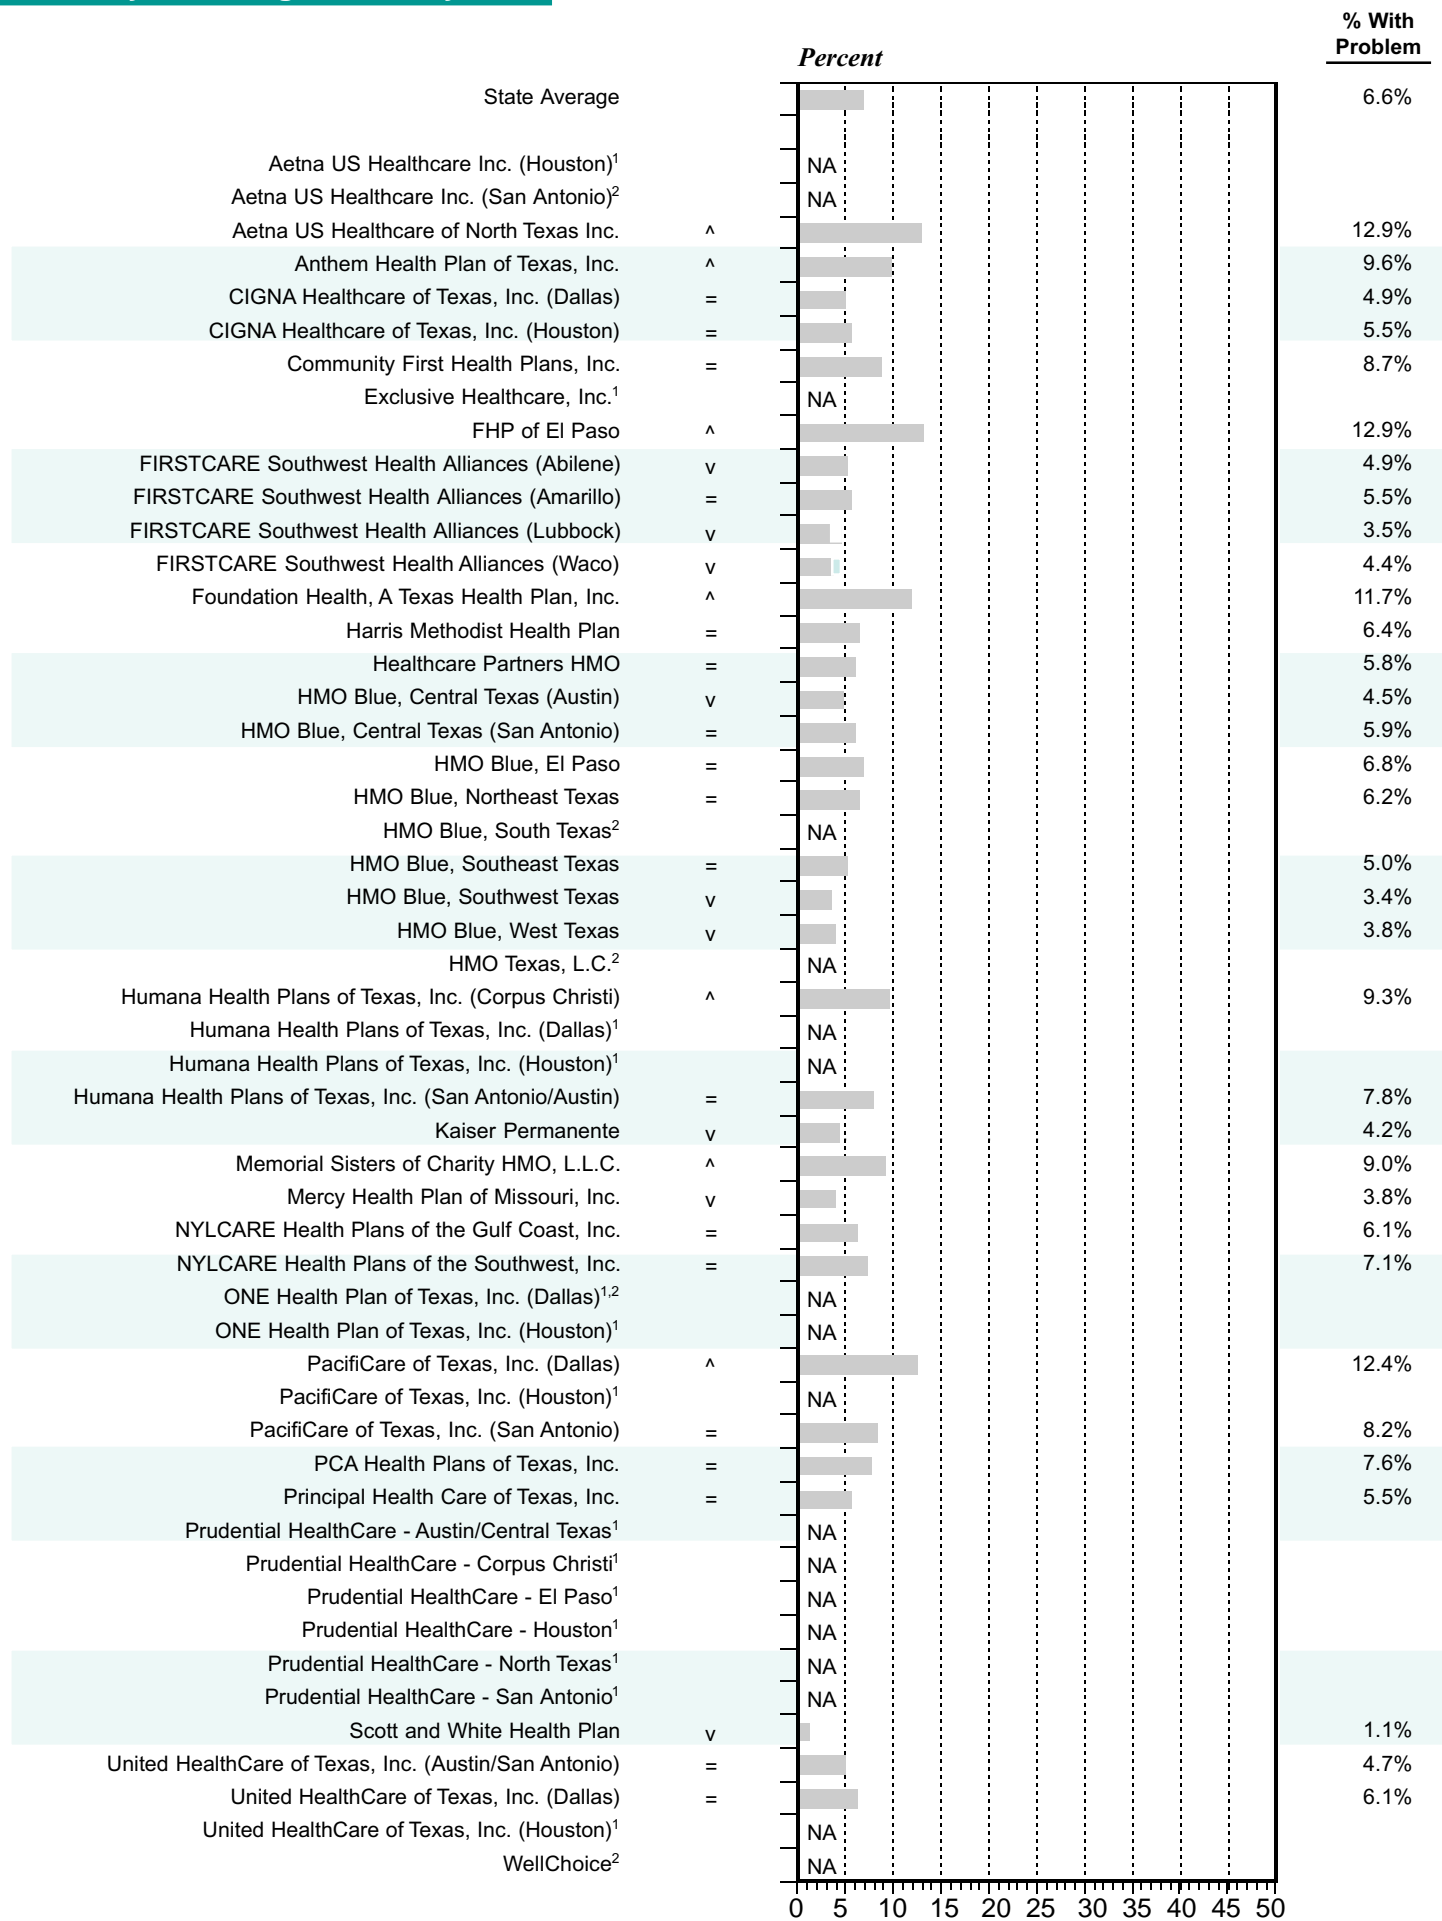 % With
Problem
Percent
State Average 6.6%
Aetna US Healthcare Inc. (Houston)1 NA
Aetna US Healthcare Inc. (San Antonio)2 NA
Aetna US Healthcare of North Texas Inc. ^ 12.9%
Anthem Health Plan of Texas, Inc. ^ 9.6%
CIGNA Healthcare of Texas, Inc. (Dallas) = 4.9%
CIGNA Healthcare of Texas, Inc. (Houston) = 5.5%
Community First Health Plans, Inc. = 8.7%
Exclusive Healthcare, Inc.1 NA
FHP of El Paso ^ 12.9%
FIRSTCARE Southwest Health Alliances (Abilene) v 4.9%
FIRSTCARE Southwest Health Alliances (Amarillo) = 5.5%
FIRSTCARE Southwest Health Alliances (Lubbock) v 3.5%
FIRSTCARE Southwest Health Alliances (Waco) v 4.4%
Foundation Health, A Texas Health Plan, Inc. ^ 11.7%
Harris Methodist Health Plan = 6.4%
Healthcare Partners HMO = 5.8%
HMO Blue, Central Texas (Austin) v 4.5%
HMO Blue, Central Texas (San Antonio) = 5.9%
HMO Blue, El Paso = 6.8%
HMO Blue, Northeast Texas = 6.2%
HMO Blue, South Texas2 NA
HMO Blue, Southeast Texas = 5.0%
HMO Blue, Southwest Texas v 3.4%
HMO Blue, West Texas v 3.8%
HMO Texas, L.C.2 NA
Humana Health Plans of Texas, Inc. (Corpus Christi) ^ 9.3%
Humana Health Plans of Texas, Inc. (Dallas)1 NA
Humana Health Plans of Texas, Inc. (Houston)1 NA
Humana Health Plans of Texas, Inc. (San Antonio/Austin) = 7.8%
Kaiser Permanente v 4.2%
Memorial Sisters of Charity HMO, L.L.C. ^ 9.0%
Mercy Health Plan of Missouri, Inc. v 3.8%
NYLCARE Health Plans of the Gulf Coast, Inc. = 6.1%
NYLCARE Health Plans of the Southwest, Inc. = 7.1%
ONE Health Plan of Texas, Inc. (Dallas)1,2 NA
ONE Health Plan of Texas, Inc. (Houston)1 NA
PacifiCare of Texas, Inc. (Dallas) ^ 12.4%
PacifiCare of Texas, Inc. (Houston)1 NA
PacifiCare of Texas, Inc. (San Antonio) = 8.2%
PCA Health Plans of Texas, Inc. = 7.6%
Principal Health Care of Texas, Inc. = 5.5%
Prudential HealthCare - Austin/Central Texas1 NA
Prudential HealthCare - Corpus Christi1 NA
Prudential HealthCare - El Paso1 NA
Prudential HealthCare - Houston1 NA
Prudential HealthCare - North Texas1 NA
Prudential HealthCare - San Antonio1 NA
Scott and White Health Plan v 1.1%
United HealthCare of Texas, Inc. (Austin/San Antonio) = 4.7%
United HealthCare of Texas, Inc. (Dallas) = 6.1%
United HealthCare of Texas, Inc. (Houston)1 NA
WellChoice2 NA
0 5 10 15 20 25 30 35 40 45 50